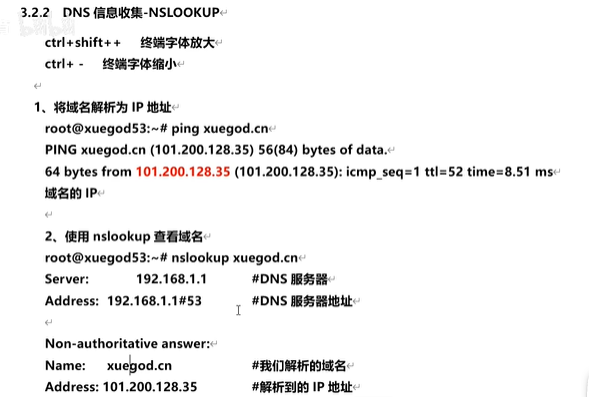 3.2.2 DNS 信息收集-NSLOOKUP
ctrl+shift++ 终端字体放大
ctrl+ - 终端字体缩小
1、将域名解析为 IP 地址
root@xuegod53:~# ping xuegod.cn
PING xuegod.cn (101.200.128.35) 56(84) bytes of data.
64 bytes from 101.200.128.35 (101.200.128.35): icmp_seq=1 ttl=52 time=8.51 ms
域名的 IP
2、使用 nslookup 查看域名
root@xuegod53:~# nslookup xuegod.cn
Server: 192.168.1.1 #DNS 服务器
Address: 192.168.1.1#53 #DNS 服务器地址
Non-authoritative answer:
Name: xuegod.cn #我们解析的域名
Address: 101.200.128.35 #解析到的 IP 地址